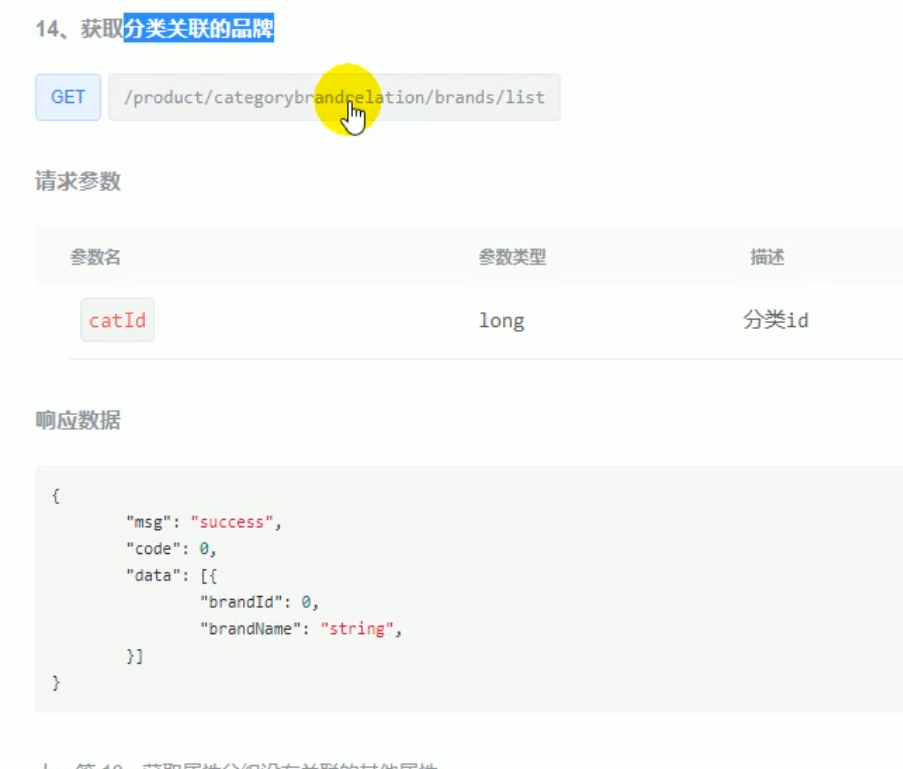 14、获取分类关联的品牌
GET /product/categorybrandrelation/brands/list
请求参数
参数名 参数类型 描述
catId long 分类id
响应数据
{
"msg": "success",
"code": 0,
"data": [{
"brandId": 0,
"brandName": "string",
}]
}